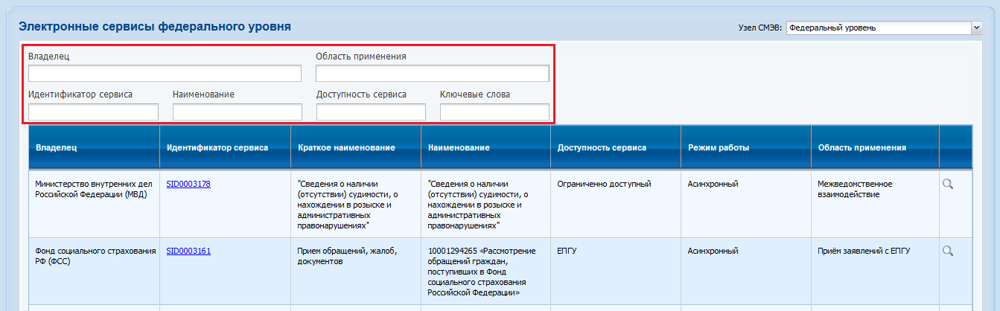 Электронные сервисы федерального уровня
Узел СМЭВ: Федеральный уровень
Владелец Область применения
Идентификатор сервиса Наименование Доступность сервиса Ключевые слова
Владелец Идентификатор сервиса Краткое наименование Наименование Доступность сервиса Режим работы Область применения
Министерство внутренних дел
Российской Федерации (МВД)
SID0003178
"Сведения о наличии
(отсутствии) судимости, о
нахождении в розыске и
административных
правонарушениях"
"Сведения о наличии
(отсутствии) судимости, о
нахождении в розыске и
административных
правонарушениях"
Ограниченно доступный
Асинхронный
Межведомственное
взаимодействие
Фонд социального страхования
РФ (ФСС)
SID0003161
Прием обращений, жалоб,
документов
10001294265 «Рассмотрение
обращений граждан,
поступивших в Фонд
социального страхования
Российской Федерации»
ЕПГУ
Асинхронный
Приём заявлений с ЕПГУ